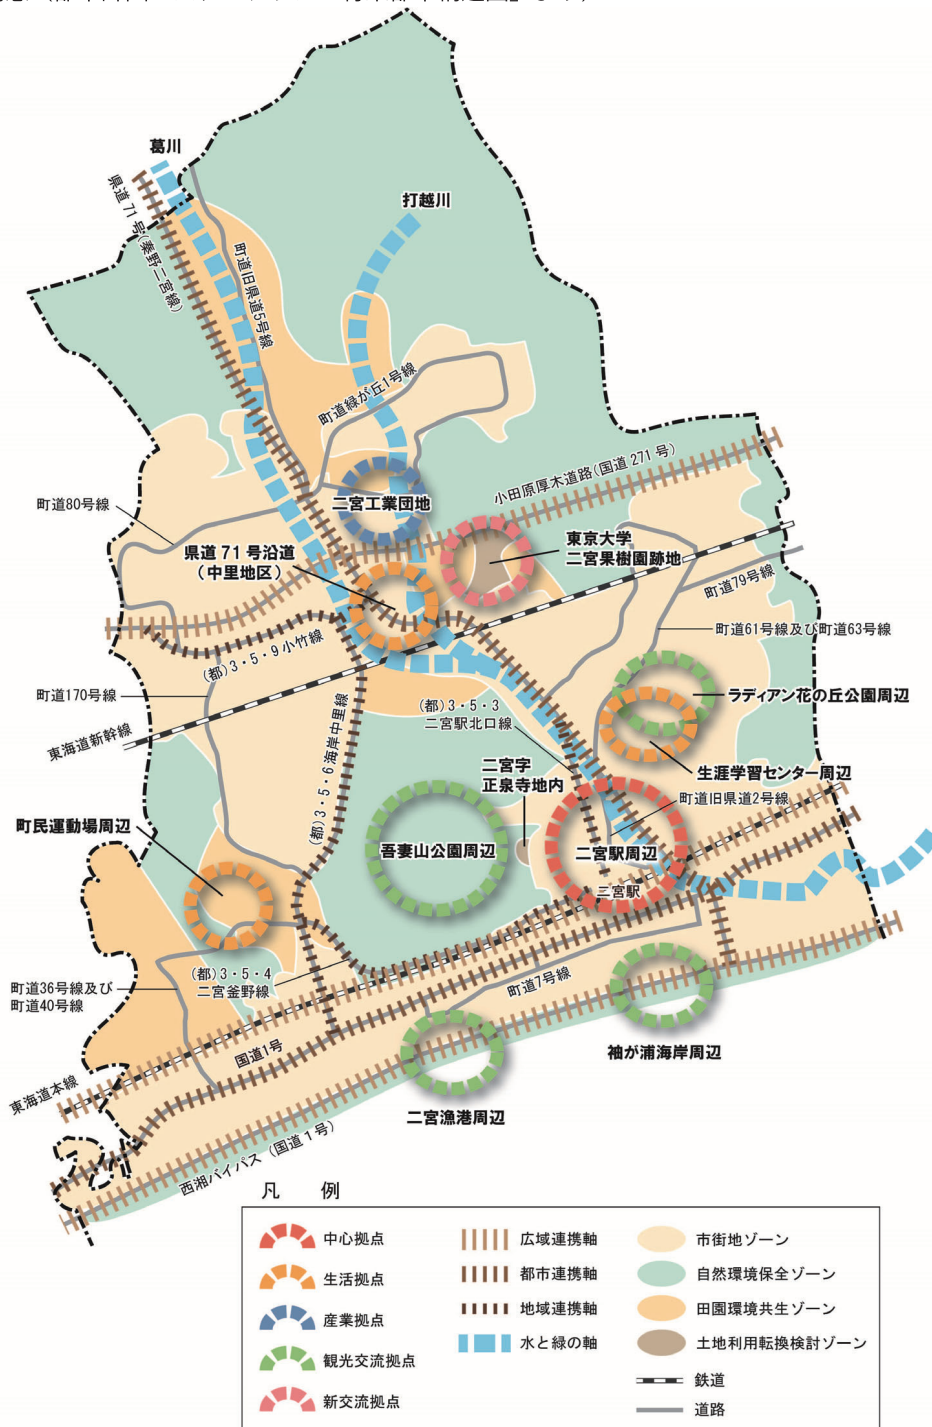 葛川
打越川
県道71号(秦野二宮線)
町道旧県道5号線
町道緑が丘1号線
小田原厚木道路(国道271号)
二宮工業団地
町道80号線
県道71号沿道
(中里地区)
東京大学
二宮果樹園跡地
町道79号線
(都)3・5・9小竹線
町道61号線及び町道63号線
町道170号線
(都)3・5・6海岸中里線
(都)3・5・3
二宮駅北口線
ラディアン花の丘公園周辺
東海道新幹線
二宮字
正泉寺地内
生涯学習センター周辺
町道旧県道2号線
町民運動場周辺
吾妻山公園周辺
二宮駅周辺
二宮駅
(都)3・5・4
二宮釜野線
町道36号線及び
町道40号線
町道7号線
国道1号
袖が浦海岸周辺
東海道本線
二宮漁港周辺
西湘バイパス(国道1号)
凡 例
中心拠点
生活拠点
産業拠点
観光交流拠点
新交流拠点
広域連携軸
都市連携軸
地域連携軸
水と緑の軸
市街地ゾーン
自然環境保全ゾーン
田園環境共生ゾーン
土地利用転換検討ゾーン
鉄道
道路